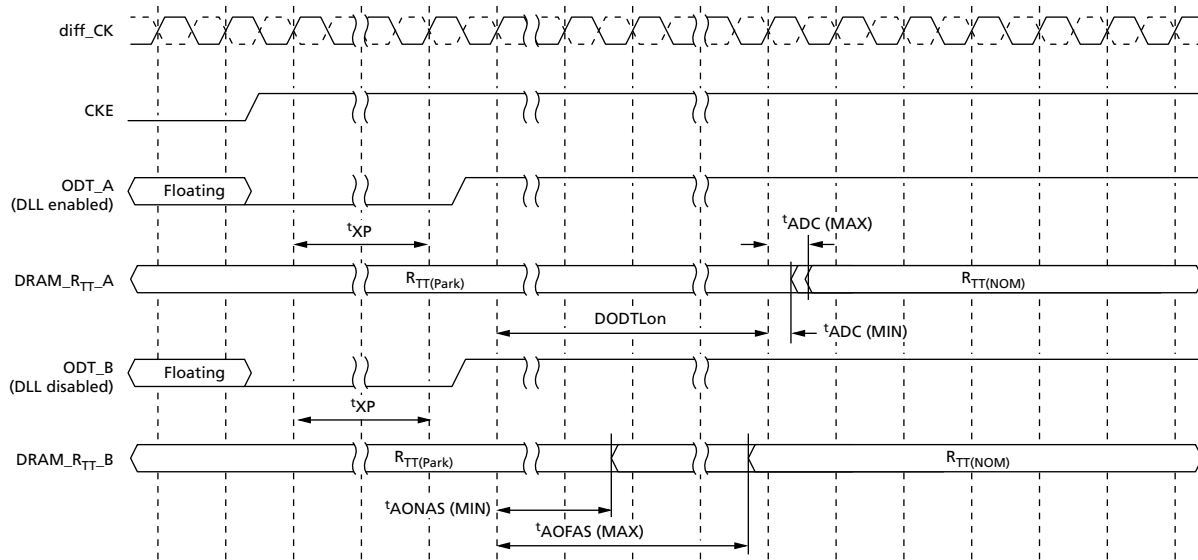 diff_CK
CKE
ODT_A
(DLL enabled)
Floating
tXP
tADC (MAX)
DRAM_RTT_A
RTT(Park)
RTT(NOM)
DODTLon
tADC (MIN)
ODT_B
(DLL disabled)
Floating
tXP
DRAM_RTT_B
RTT(Park)
RTT(NOM)
tAONAS (MIN)
tAOFAS (MAX)